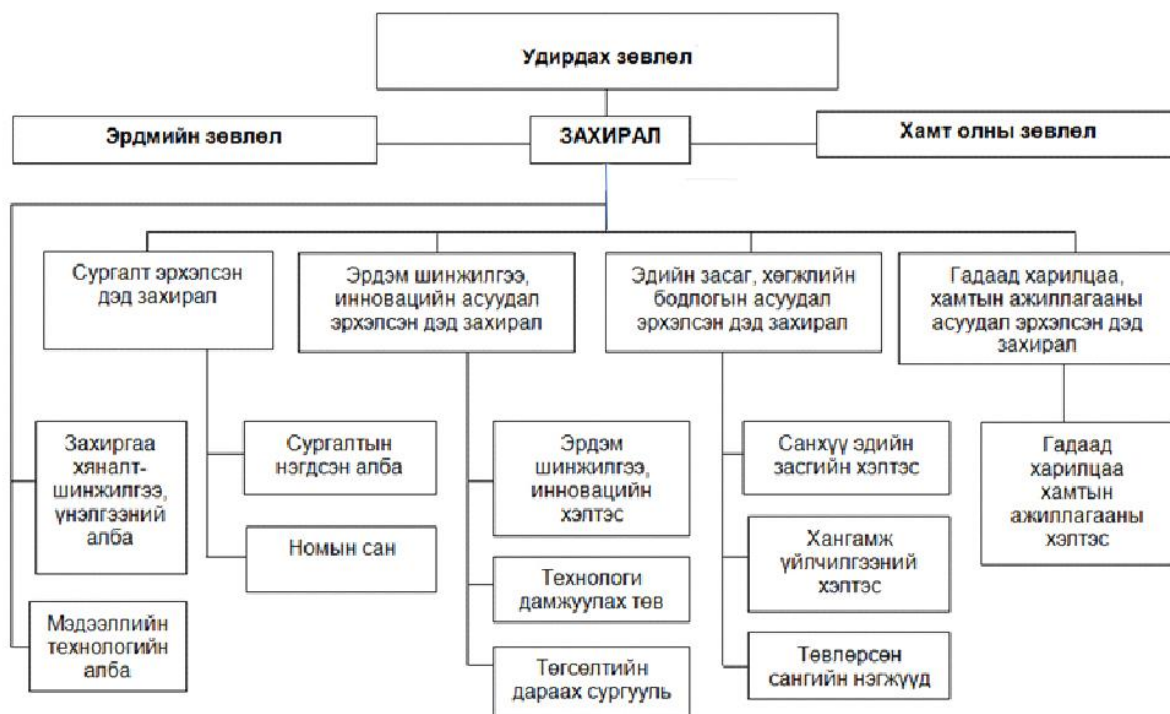 Удирдах зөвлөл
Эрдмийн зөвлөл
ЗАХИРАЛ
Хамт олны зөвлөл
Сургалт эрхэлсэн
дэд захирал
Эрдэм шинжилгээ,
инновацийн асуудал
эрхэлсэн дэд захирал
Эдийн засаг, хөгжлийн
бодлогын асуудал
эрхэлсэн дэд захирал
Гадаад харилцаа,
хамтын ажиллагааны
асуудал эрхэлсэн дэд
захирал
Захиргаа
хяналт-
шинжилгээ,
үнэлгээний
алба
Мэдээллийн
технологийн
алба
Сургалтын
нэгдсэн алба
Номын сан
Эрдэм
шинжилгээ,
инновацийн
хэлтэс
Технологи
дамжуулах төв
Төгсөлтийн
дараах сургууль
Санхүү эдийн
засгийн хэлтэс
Хангамж
үйлчилгээний
хэлтэс
Төвлөрсөн
сангийн нэгжүүд
Гадаад
харилцаа
хамтын
ажиллагааны
хэлтэс